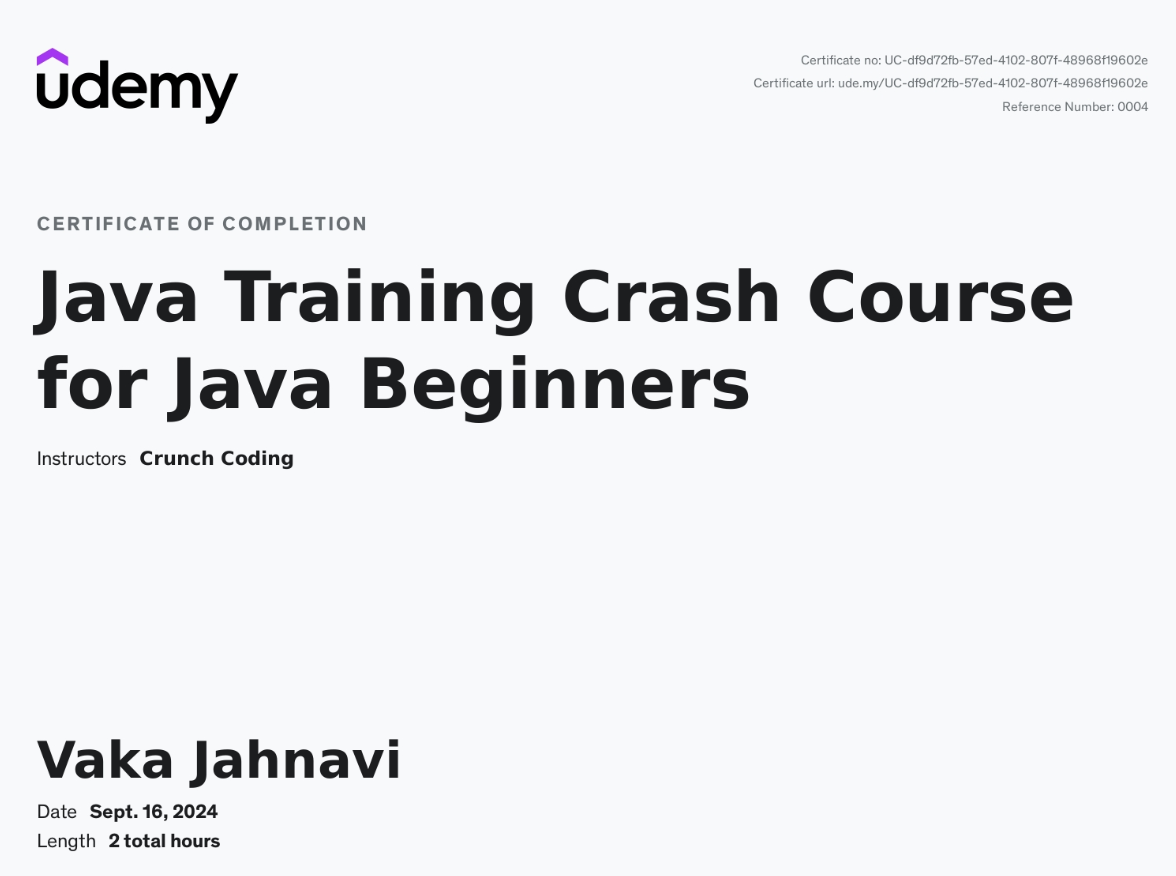 udemy
Certificate no: UC-df9d72fb-57ed-4102-807f-48968f19602e
Certificate url: ude.my/UC-df9d72fb-57ed-4102-807f-48968f19602e
Reference Number: 0004
CERTIFICATE OF COMPLETION
Java Training Crash Course
for Java Beginners
Instructors Crunch Coding
Vaka Jahnavi
Date Sept. 16, 2024
Length 2 total hours